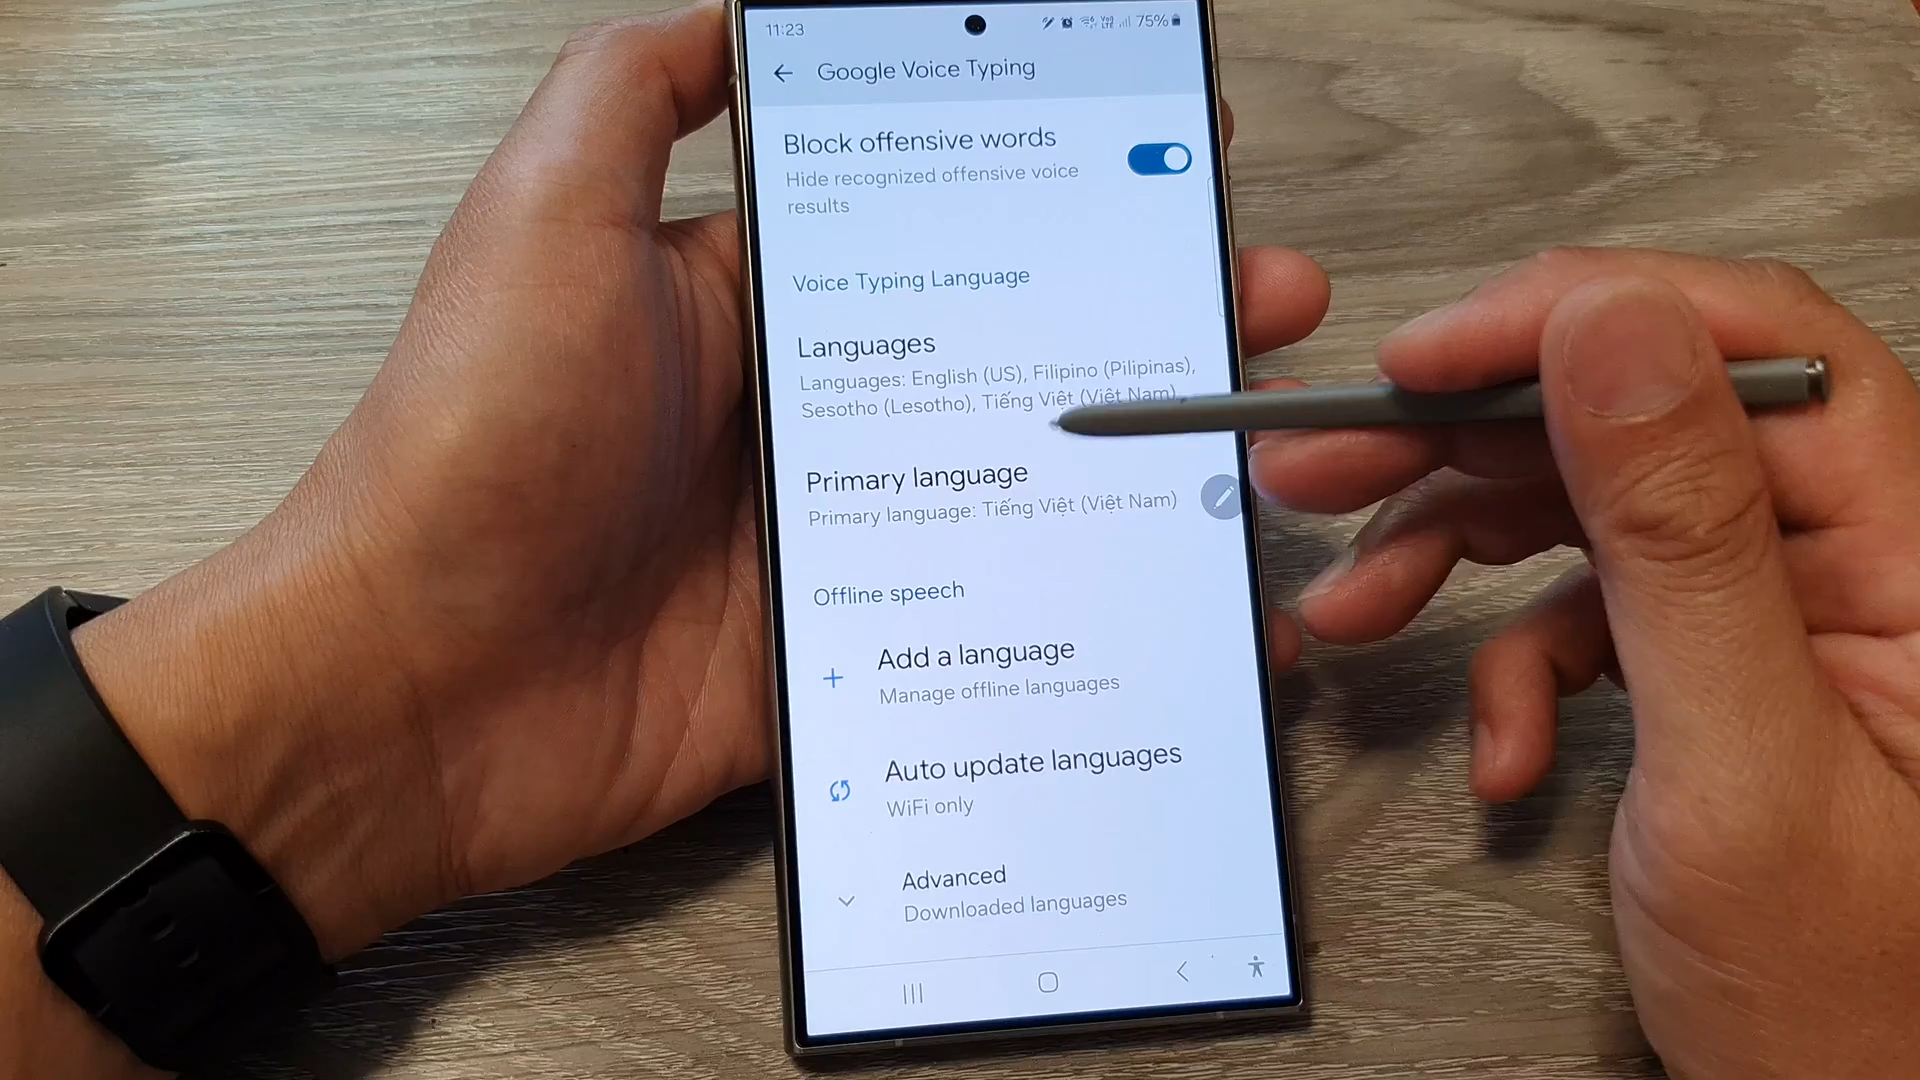 11:23
75%
Google Voice Typing
Block offensive words
Hide recognized offensive voice
results
Voice Typing Language
Languages
Languages: English (US), Filipino (Pilipinas),
Sesotho (Lesotho), Tiếng Việt (Việt Nam)
Primary language
Primary language: Tiếng Việt (Việt Nam)
Offline speech
Add a language
Manage offline languages
Auto update languages
WiFi only
Advanced
Downloaded languages